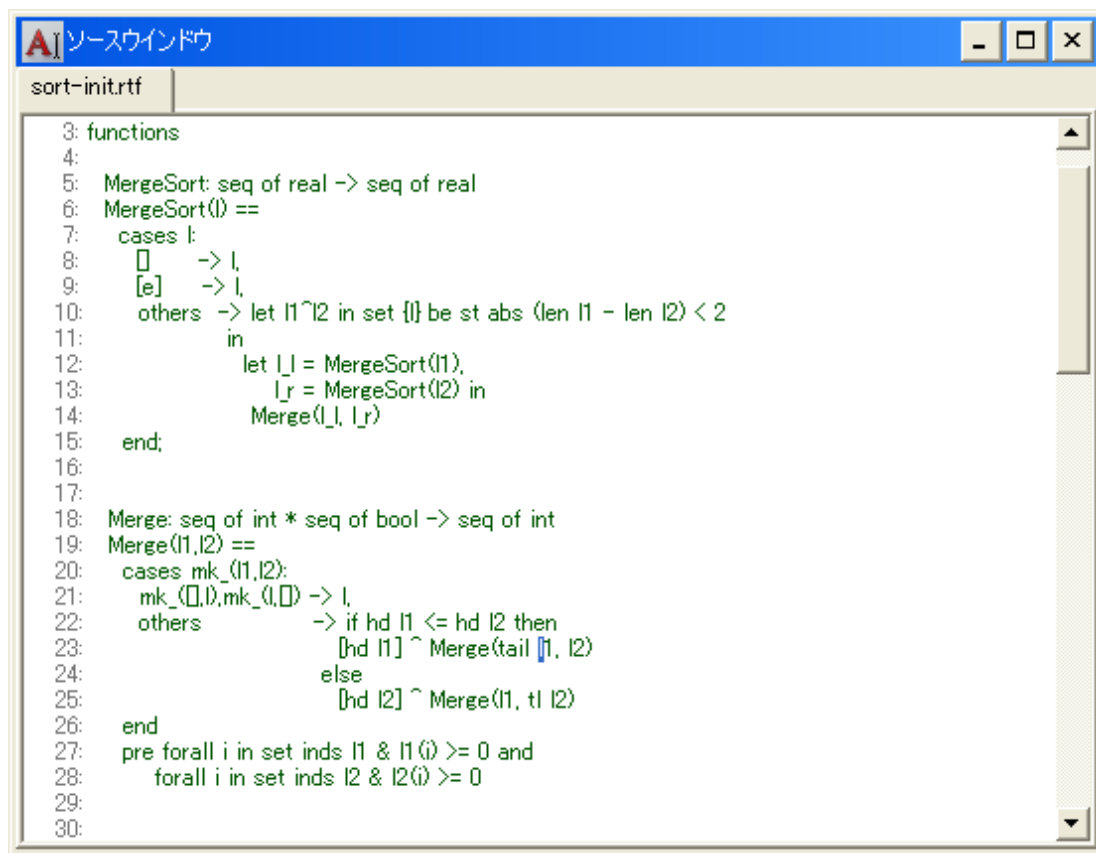 ソースウインドウ
sort-init.rtf
3: functions
4:
5: MergeSort: seq of real -> seq of real
6: MergeSort(l) ==
7: cases l:
8: [] -> l,
9: [e] -> l,
10: others -> let l1^l2 in set {l} be st abs (len l1 - len l2) < 2
11: in
12: let l_l = MergeSort(l1),
13: l_r = MergeSort(l2) in
14: Merge(l_l, l_r)
15: end;
16:
17:
18: Merge: seq of int * seq of bool -> seq of int
19: Merge(l1,l2) ==
20: cases mk_(l1,l2):
21: mk_([],l),mk_(l,[]) -> l,
22: others -> if hd l1 <= hd l2 then
23: [hd l1] ^ Merge(tail l1, l2)
24: else
25: [hd l2] ^ Merge(l1, tl l2)
26: end
27: pre forall i in set inds l1 & l1(i) >= 0 and
28: forall i in set inds l2 & l2(i) >= 0
29:
30: